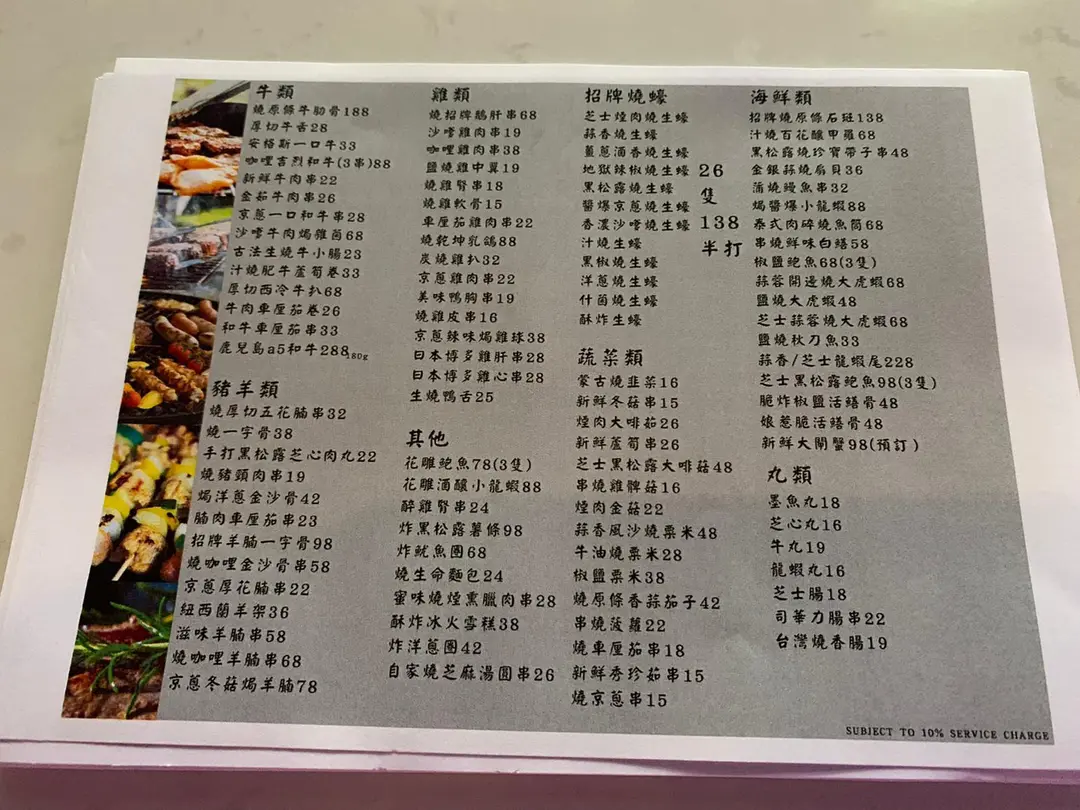 牛類
燒原條牛肋骨188
厚切牛舌28
安格斯一口牛33
咖哩吉烈和牛(3串)88
新鮮牛肉串22
金茹牛肉串26
京蔥一口和牛串28
沙嗲牛肉焗雞菌68
古法生燒牛小腸23
汁燒肥牛蘆筍卷33
厚切西冷牛扒68
牛肉車厘茄卷26
和牛車厘茄串33
鹿兒島a5和牛288,80g
豬羊類
燒厚切五花腩串32
燒一字骨38
手打黑松露芝心肉丸22
燒豬頸肉串19
焗洋蔥金沙骨42
腩肉車厘茄串23
招牌羊腩一字骨98
燒咖哩金沙骨串58
京蔥厚花腩串22
紐西蘭羊架36
滋味羊腩串58
燒咖哩羊腩串68
京蔥冬菇焗羊腩78
雞類
燒招牌鵝肝串68
沙嗲雞肉串19
咖哩雞肉串38
鹽燒雞中翼19
燒雞腎串18
燒雞軟骨15
車厘茄雞肉串22
燒乾坤乳鴿88
炭燒雞扒32
京蔥雞肉串22
美味鴨胸串19
燒雞皮串16
京蔥辣味焗雞球38
日本博多雞肝串28
日本博多雞心串28
生燒鴨舌25
其他
花雕鮑魚78(3隻)
花雕酒釀小龍蝦88
醉雞腎串24
炸黑松露薯條98
炸魷魚圈68
燒生命麵包24
蜜味燒煙熏臘肉串28
酥炸冰火雪糕38
炸洋蔥圈42
自家燒芝麻湯圓串26
招牌燒蠔
芝士煙肉燒生蠔
蒜香燒生蠔
薑蔥酒香燒生蠔
地獄辣椒燒生蠔
黑松露燒生蠔
醬爆京蔥燒生蠔
香濃沙嗲燒生蠔
汁燒生蠔
黑椒燒生蠔
洋蔥燒生蠔
什菌燒生蠔
酥炸生蠔
26
隻
138
半打
蔬菜類
蒙古燒韭菜16
新鮮冬菇串15
煙肉大啡茹26
新鮮蘆筍串26
芝士黑松露大啡菇48
串燒雞髀菇16
煙肉金菇22
蒜香風沙燒粟米48
牛油燒粟米28
椒鹽粟米38
燒原條香蒜茄子42
串燒菠蘿22
燒車厘茄串18
新鮮秀珍茹串15
燒京蔥串15
海鮮類
招牌燒原條石斑138
汁燒百花釀甲羅68
黑松露燒珍寶帶子串48
金銀蒜燒扇貝36
蒲燒鰻魚串32
焗醬爆小龍蝦88
泰式肉碎燒魚筒68
串燒鮮味白鱔58
椒鹽鮑魚68(3隻)
蒜蓉開邊燒大虎蝦68
鹽燒大虎蝦48
芝士蒜蓉燒大虎蝦68
鹽燒秋刀魚33
蒜香/芝士龍蝦尾228
芝士黑松露鮑魚98(3隻)
脆炸椒鹽活鱔骨48
娘惹脆活鱔骨48
新鮮大閘蟹98(預訂)
丸類
墨魚丸18
芝心丸16
牛丸19
龍蝦丸16
芝士腸18
司華力腸串22
台灣燒香腸19
SUBJECT TO 10% SERVICE CHARGE